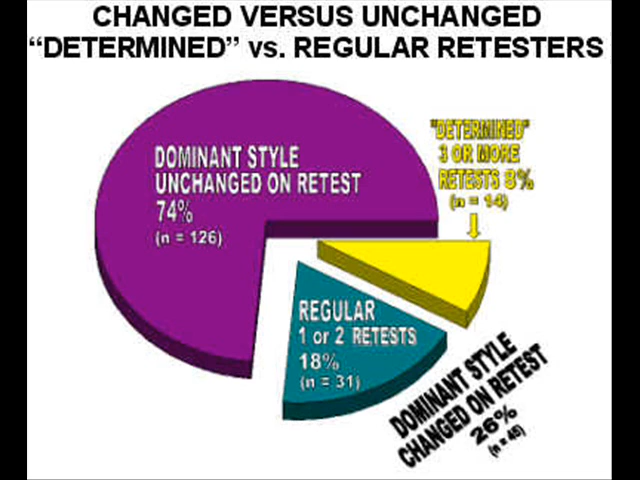 CHANGED VERSUS UNCHANGED
“DETERMINED” vs. REGULAR RETESTERS
DOMINANT STYLE
UNCHANGED ON RETEST
74%
(n = 126)
"DETERMINED"
3 OR MORE
RETESTS 8%
(n = 14)
REGULAR
1 or 2 RETESTS
18%
(n = 31)
DOMINANT STYLE
CHANGED ON RETEST
26%
(n = 45)